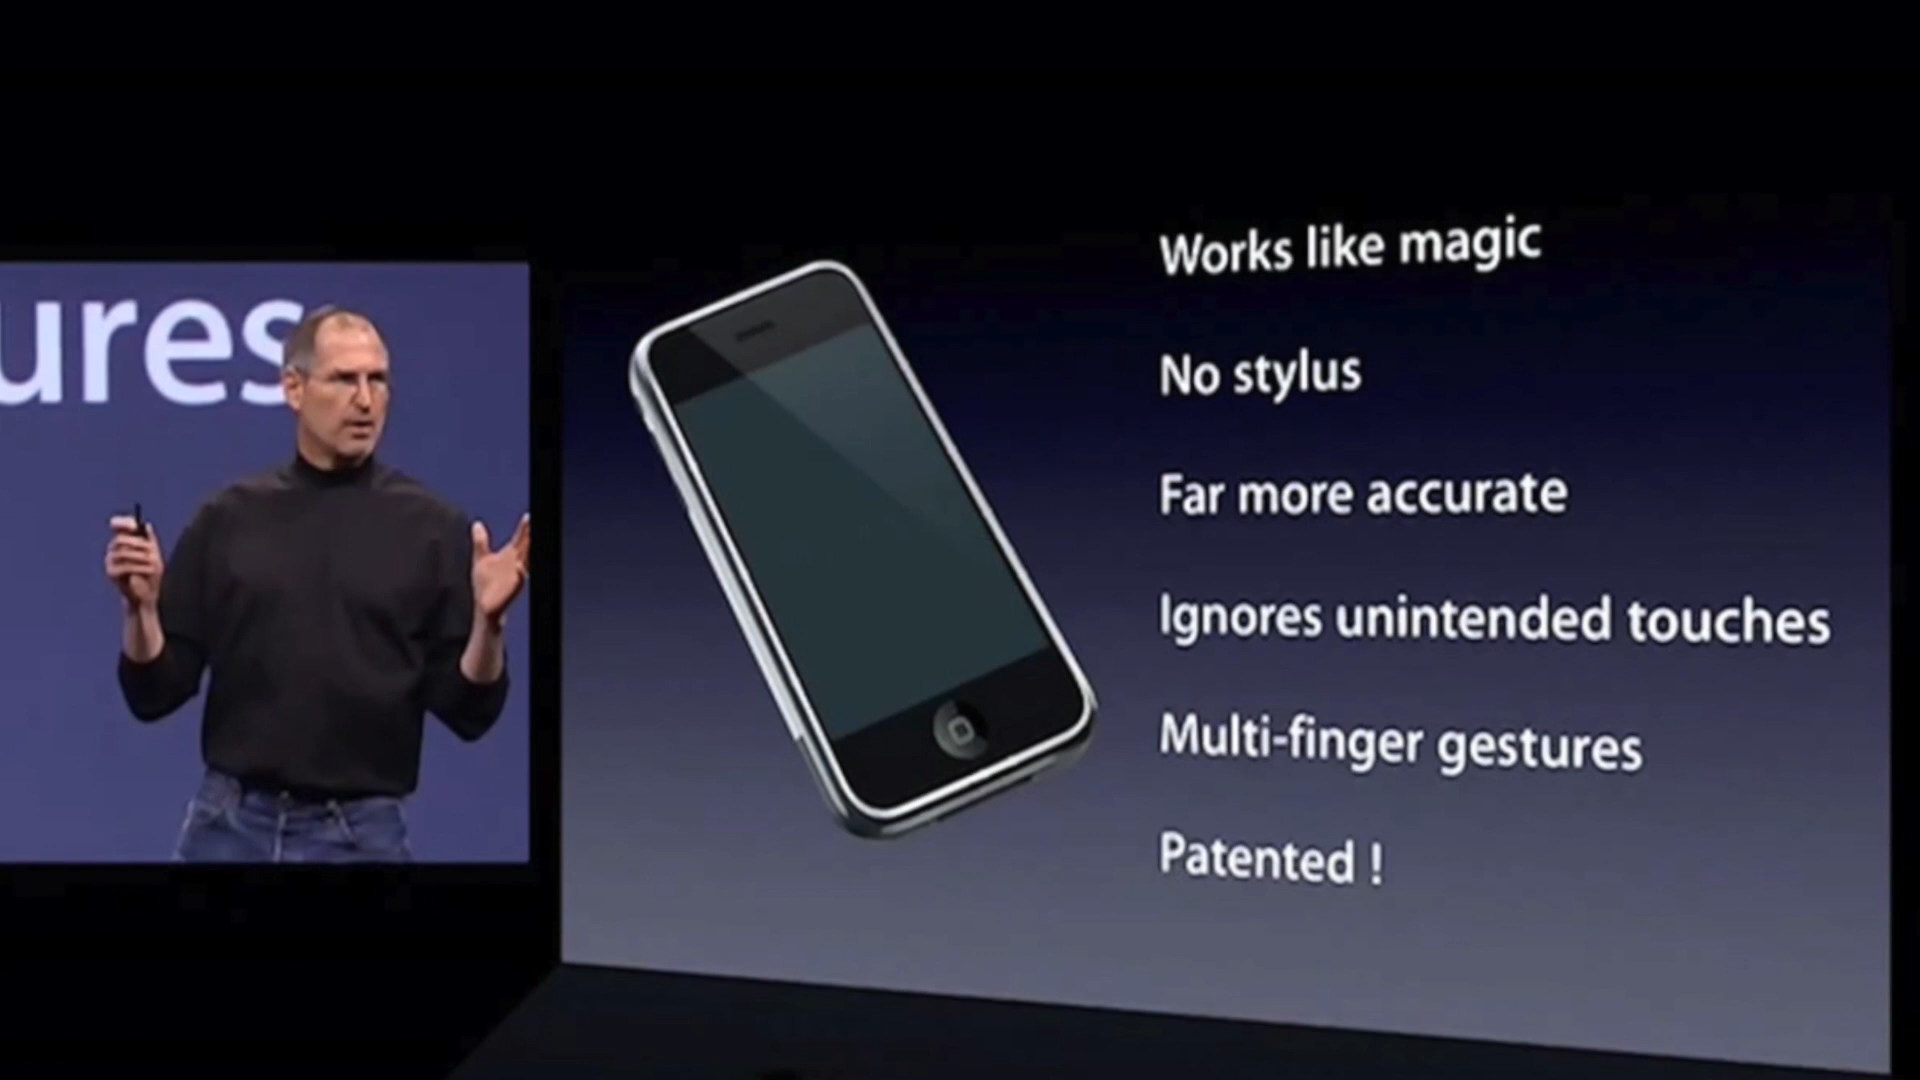 ures
Works like magic
No stylus
Far more accurate
Ignores unintended touches
Multi-finger gestures
Patented !